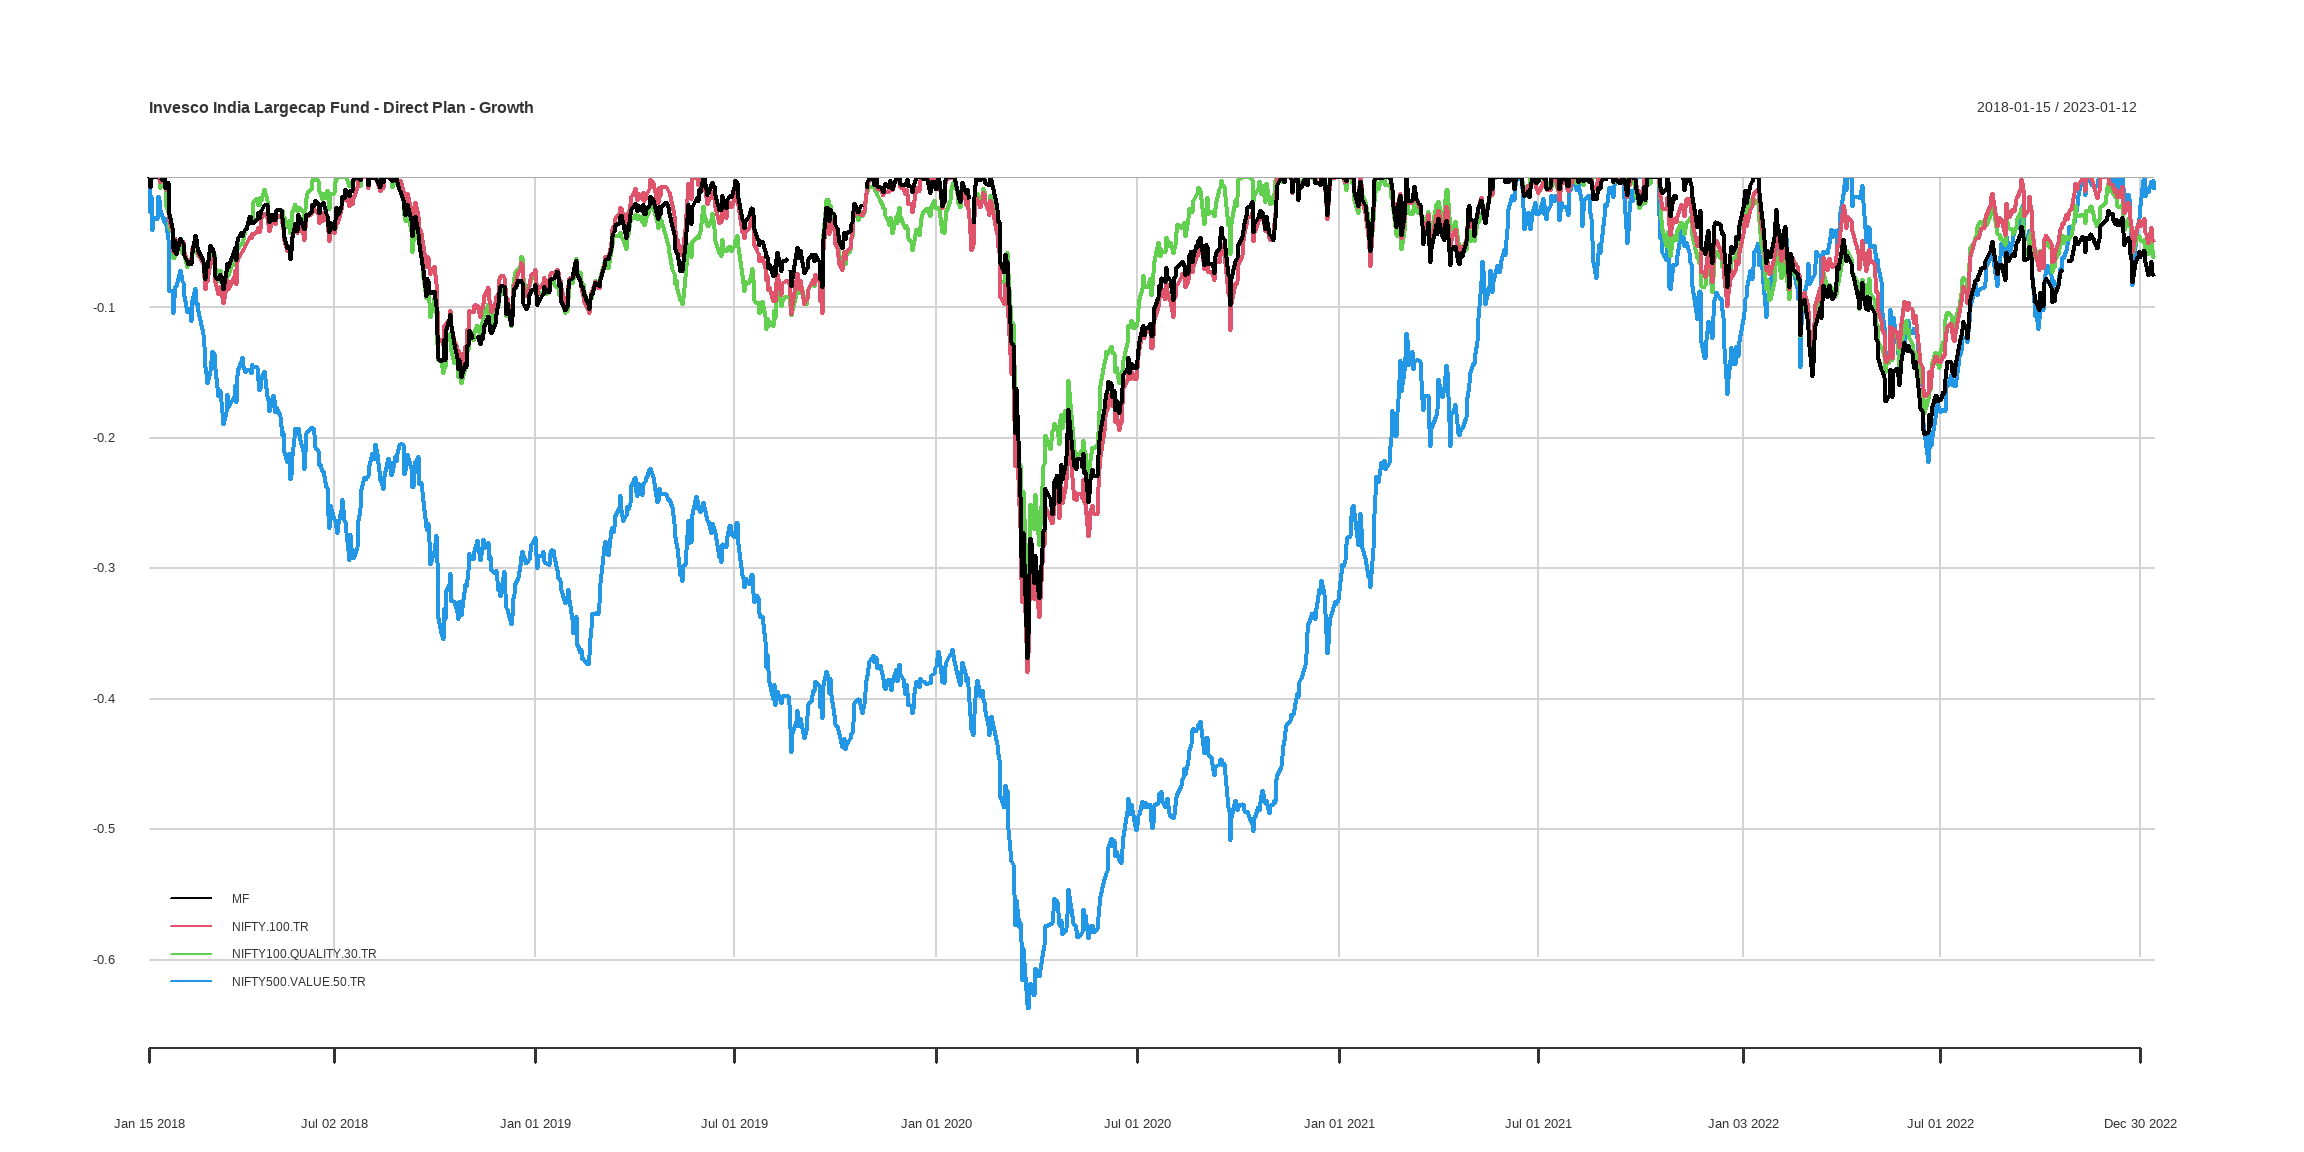 Invesco India Largecap Fund - Direct Plan - Growth
2018-01-15 / 2023-01-12
-0.1
-0.2
-0.3
-0.4
-0.5
-0.6
MF
NIFTY.100.TR
NIFTY100.QUALITY.30.TR
NIFTY500.VALUE.50.TR
Jan 15 2018
Jul 02 2018
Jan 01 2019
Jul 01 2019
Jan 01 2020
Jul 01 2020
Jan 01 2021
Jul 01 2021
Jan 03 2022
Jul 01 2022
Dec 30 2022